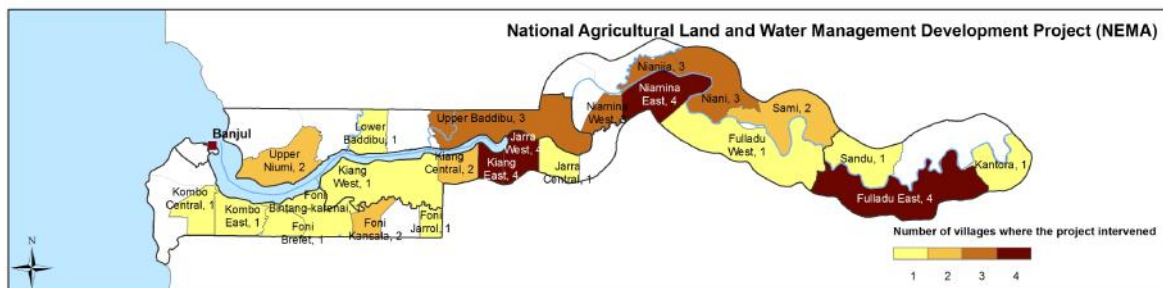 National Agricultural Land and Water Management Development Project (NEMA)
Nianija, 3
Niamina
East, 4
Niani, 3
Sami, 2
Niamina
West, 3
Upper Baddibu, 3
Lower
Baddibu, 1
Banjul
Upper
Niumi, 2
Jarra
West, 4
Kiang
Central, 2
Kiang
East, 4
Jarra
Central, 1
Fulladu
West, 1
Sandu, 1
Kantora, 1
Fulladu East, 4
Kiang
West, 1
Kombo
Central, 1
Kombo
East, 1
Foni
Bintang-karenai,
Foni
Brefet, 1
Foni
Kansala, 2
Foni
Jarrol, 1
Number of villages where the project intervened
1 2 3 4
N